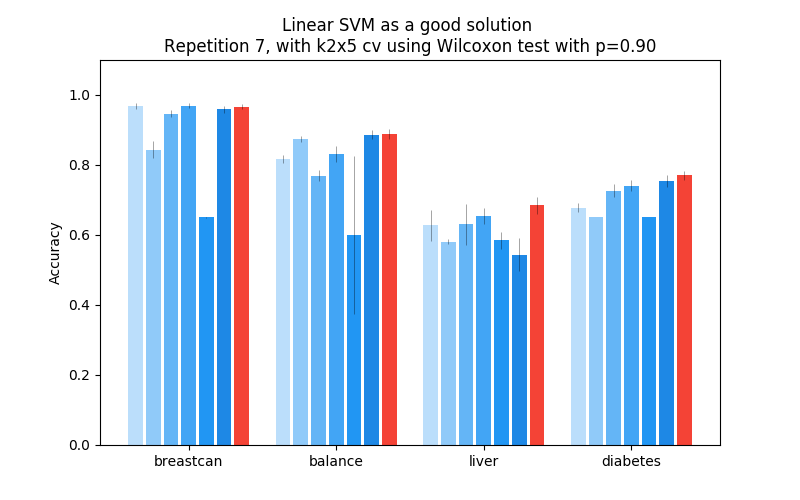 Linear SVM as a good solution
Repetition 7, with k2x5 cv using Wilcoxon test with p=0.90
1.0
0.8
0.6
0.4
0.2
0.0
Accuracy
breastcan balance liver diabetes